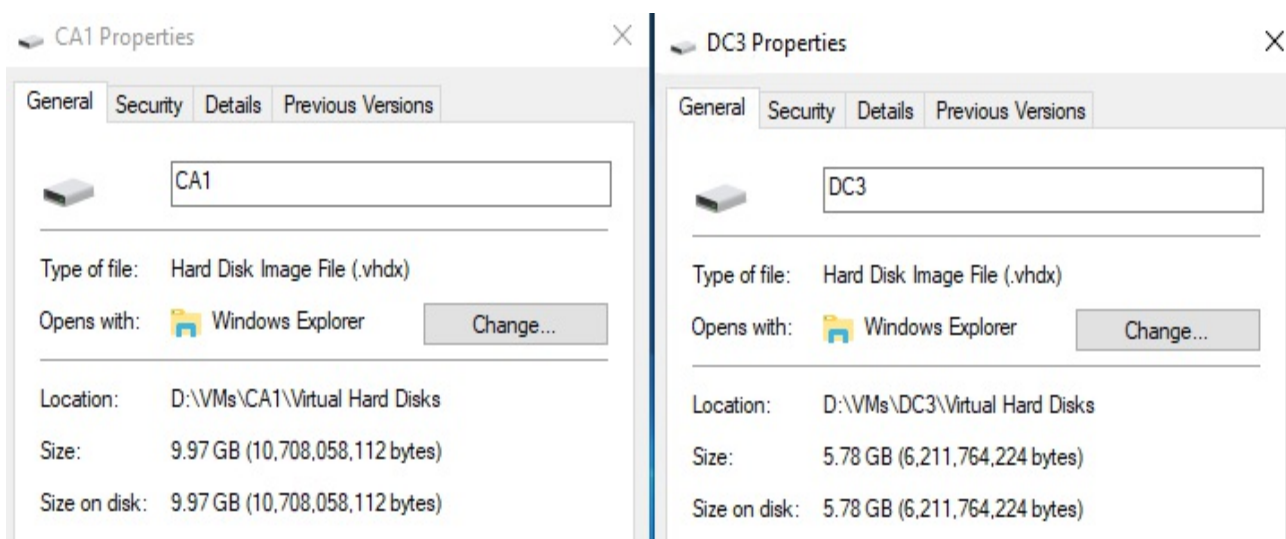 CA1 Properties
General Security Details Previous Versions
CA1
Type of file: Hard Disk Image File (.vhdx)
Opens with: Windows Explorer Change...
Location: D:\VMs\CA1\Virtual Hard Disks
Size: 9.97 GB (10,708,058,112 bytes)
Size on disk: 9.97 GB (10,708,058,112 bytes)
DC3 Properties
General Security Details Previous Versions
DC3
Type of file: Hard Disk Image File (.vhdx)
Opens with: Windows Explorer Change...
Location: D:\VMs\DC3\Virtual Hard Disks
Size: 5.78 GB (6,211,764,224 bytes)
Size on disk: 5.78 GB (6,211,764,224 bytes)